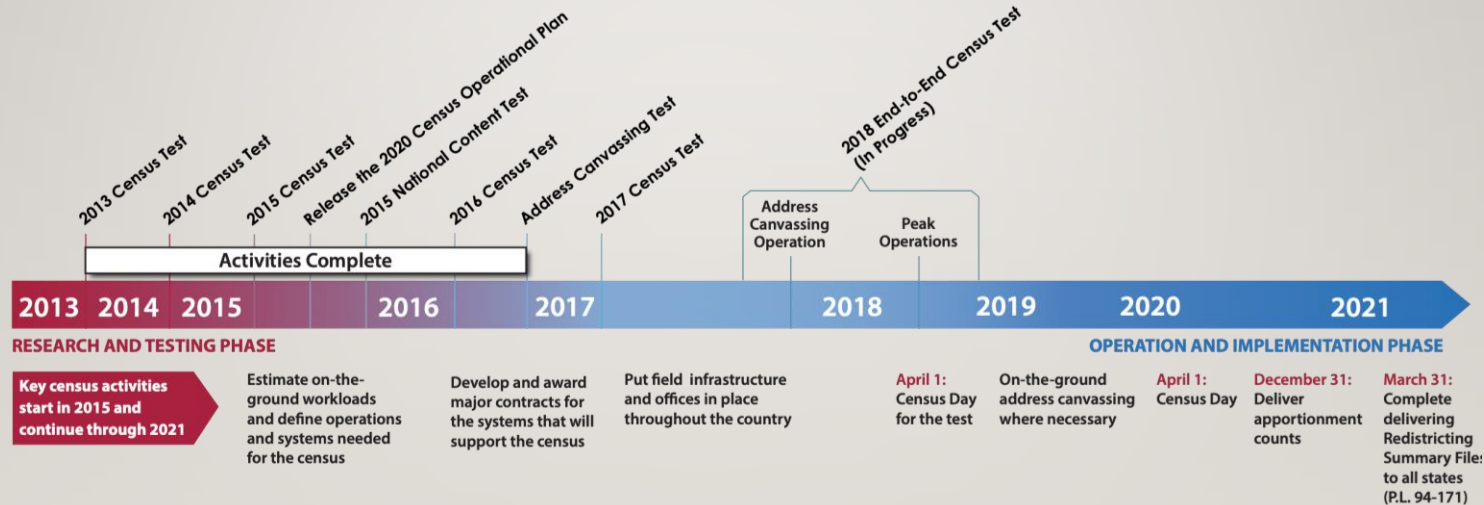 2013 Census Test
2014 Census Test
2015 Census Test
Release the 2020 Census Operational Plan
2015 National Content Test
2016 Census Test
Address Canvassing Test
2017 Census Test
2018 End-to-End Census Test
(In Progress)
Address
Canvassing
Operation
Peak
Operations
Activities Complete
2013 2014 2015 2016 2017 2018 2019 2020 2021
RESEARCH AND TESTING PHASE
OPERATION AND IMPLEMENTATION PHASE
Key census activities
start in 2015 and
continue through 2021
Estimate on-the-
ground workloads
and define operations
and systems needed
for the census
Develop and award
major contracts for
the systems that will
support the census
Put field infrastructure
and offices in place
throughout the country
April 1:
Census Day
for the test
On-the-ground
address canvassing
where necessary
April 1:
Census Day
December 31:
Deliver
apportionment
counts
March 31:
Complete
delivering
Redistricting
Summary Files
to all states
(P.L. 94-171)